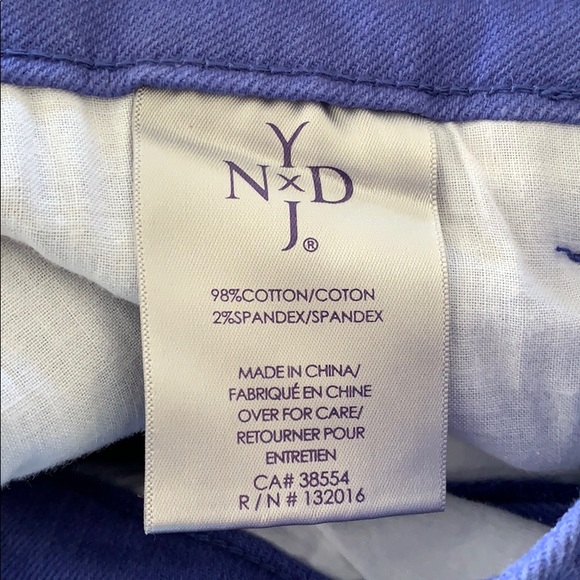 Y
N×D
J®
98%COTTON/COTON
2%SPANDEX/SPANDEX
MADE IN CHINA/
FABRIQUÉ EN CHINE
OVER FOR CARE/
RETOURNER POUR
ENTRETIEN
CA# 38554
R/N# 132016